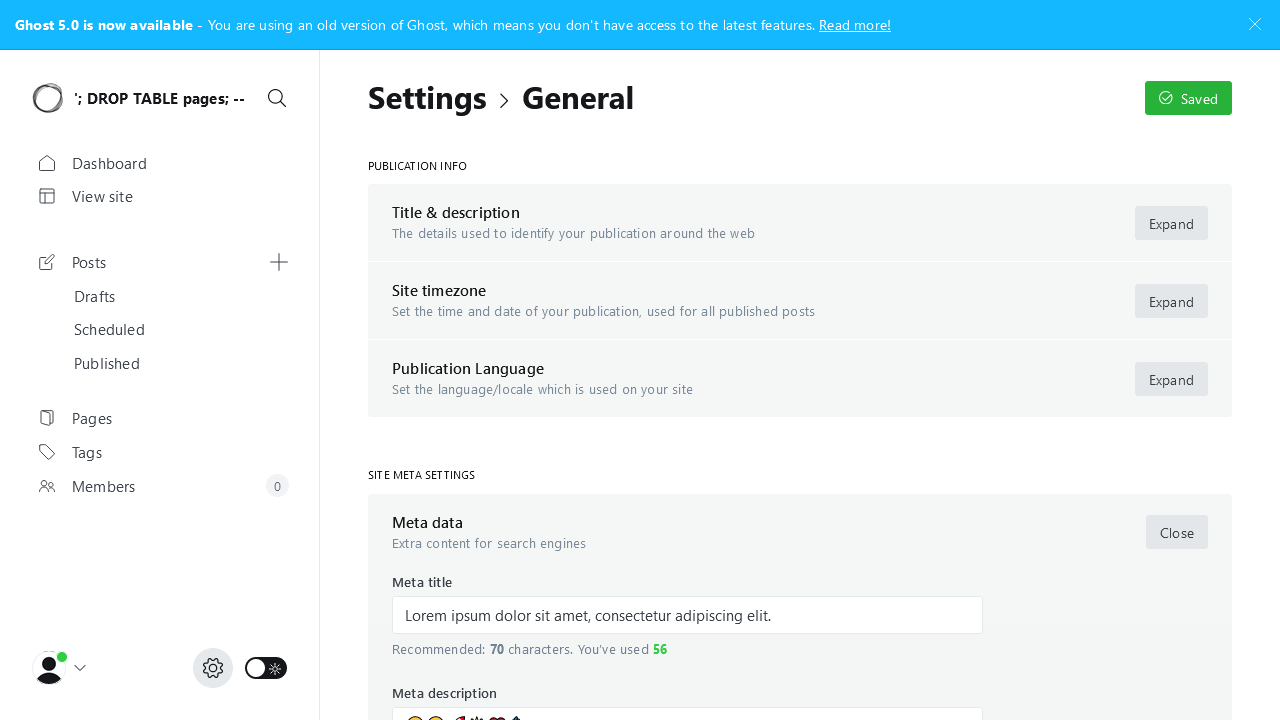 Ghost 5.0 is now available - You are using an old version of Ghost, which means you don't have access to the latest features. Read more!
'; DROP TABLE pages; --
Dashboard
View site
Posts
Drafts
Scheduled
Published
Pages
Tags
Members
0
Settings > General
Saved
PUBLICATION INFO
Title & description
The details used to identify your publication around the web
Expand
Site timezone
Set the time and date of your publication, used for all published posts
Expand
Publication Language
Set the language/locale which is used on your site
Expand
SITE META SETTINGS
Meta data
Extra content for search engines
Close
Meta title
Lorem ipsum dolor sit amet, consectetur adipiscing elit.
Recommended: 70 characters. You've used 56
Meta description